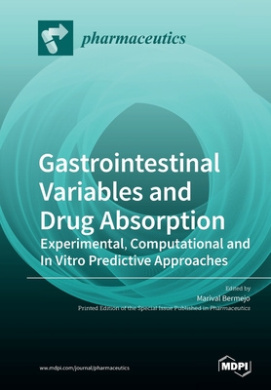 pharmaceutics
Gastrointestinal
Variables and
Drug Absorption
Experimental, Computational and
In Vitro Predictive Approaches
Edited by
Marival Bermejo
Printed Edition of the Special Issue Published in Pharmaceutics
www.mdpi.com/journal/pharmaceutics
MDPI